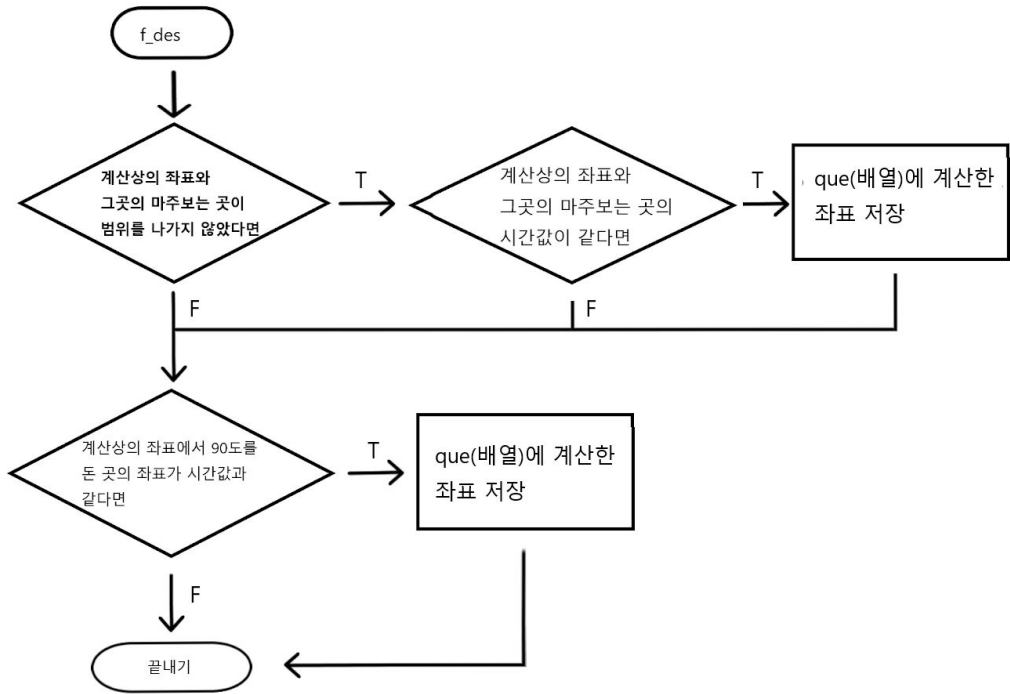 f_des
계산상의 좌표와
그곳의 마주보는 곳이
범위를 나가지 않았다면
T
계산상의 좌표와
그곳의 마주보는 곳의
시간값이 같다면
T
que(배열)에 계산한
좌표 저장
F
F
계산상의 좌표에서 90도를
돈 곳의 좌표가 시간값과
같다면
T
que(배열)에 계산한
좌표 저장
F
끝내기